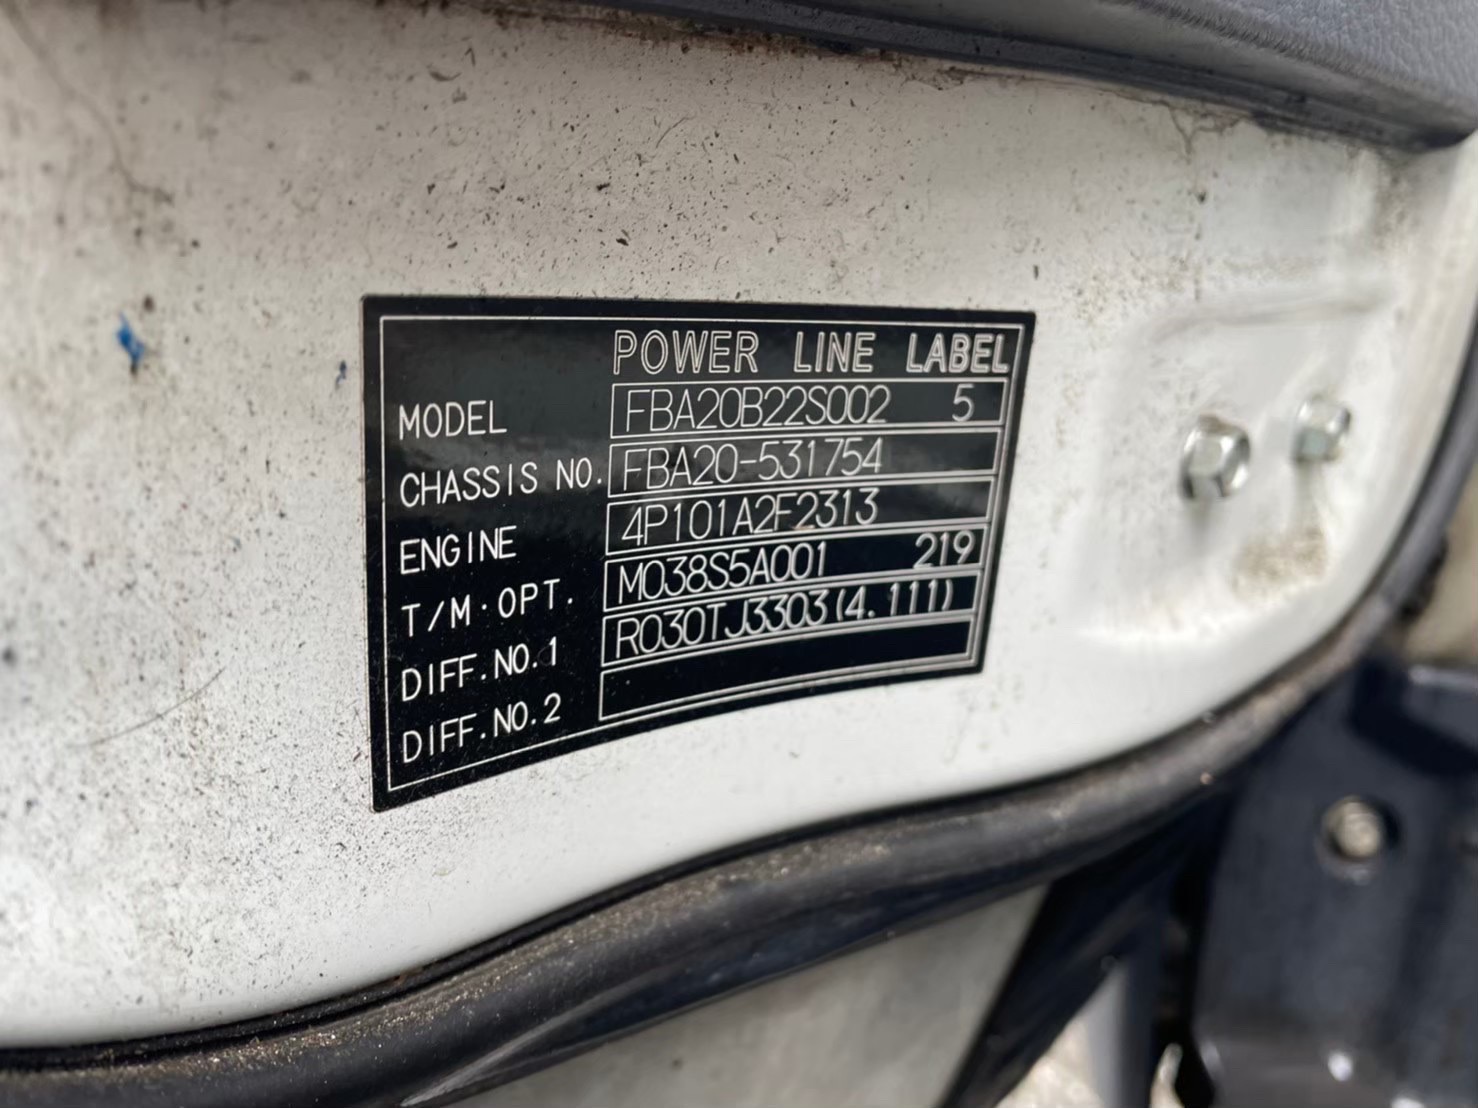 POWER LINE LABEL
MODEL FBA20B22S002 5
CHASSIS NO. FBA20-531754
ENGINE 4P101A2F2313
T/M·OPT. M038S5A001 219
DIFF.NO.1 R030TJ3303(4.111)
DIFF.NO.2